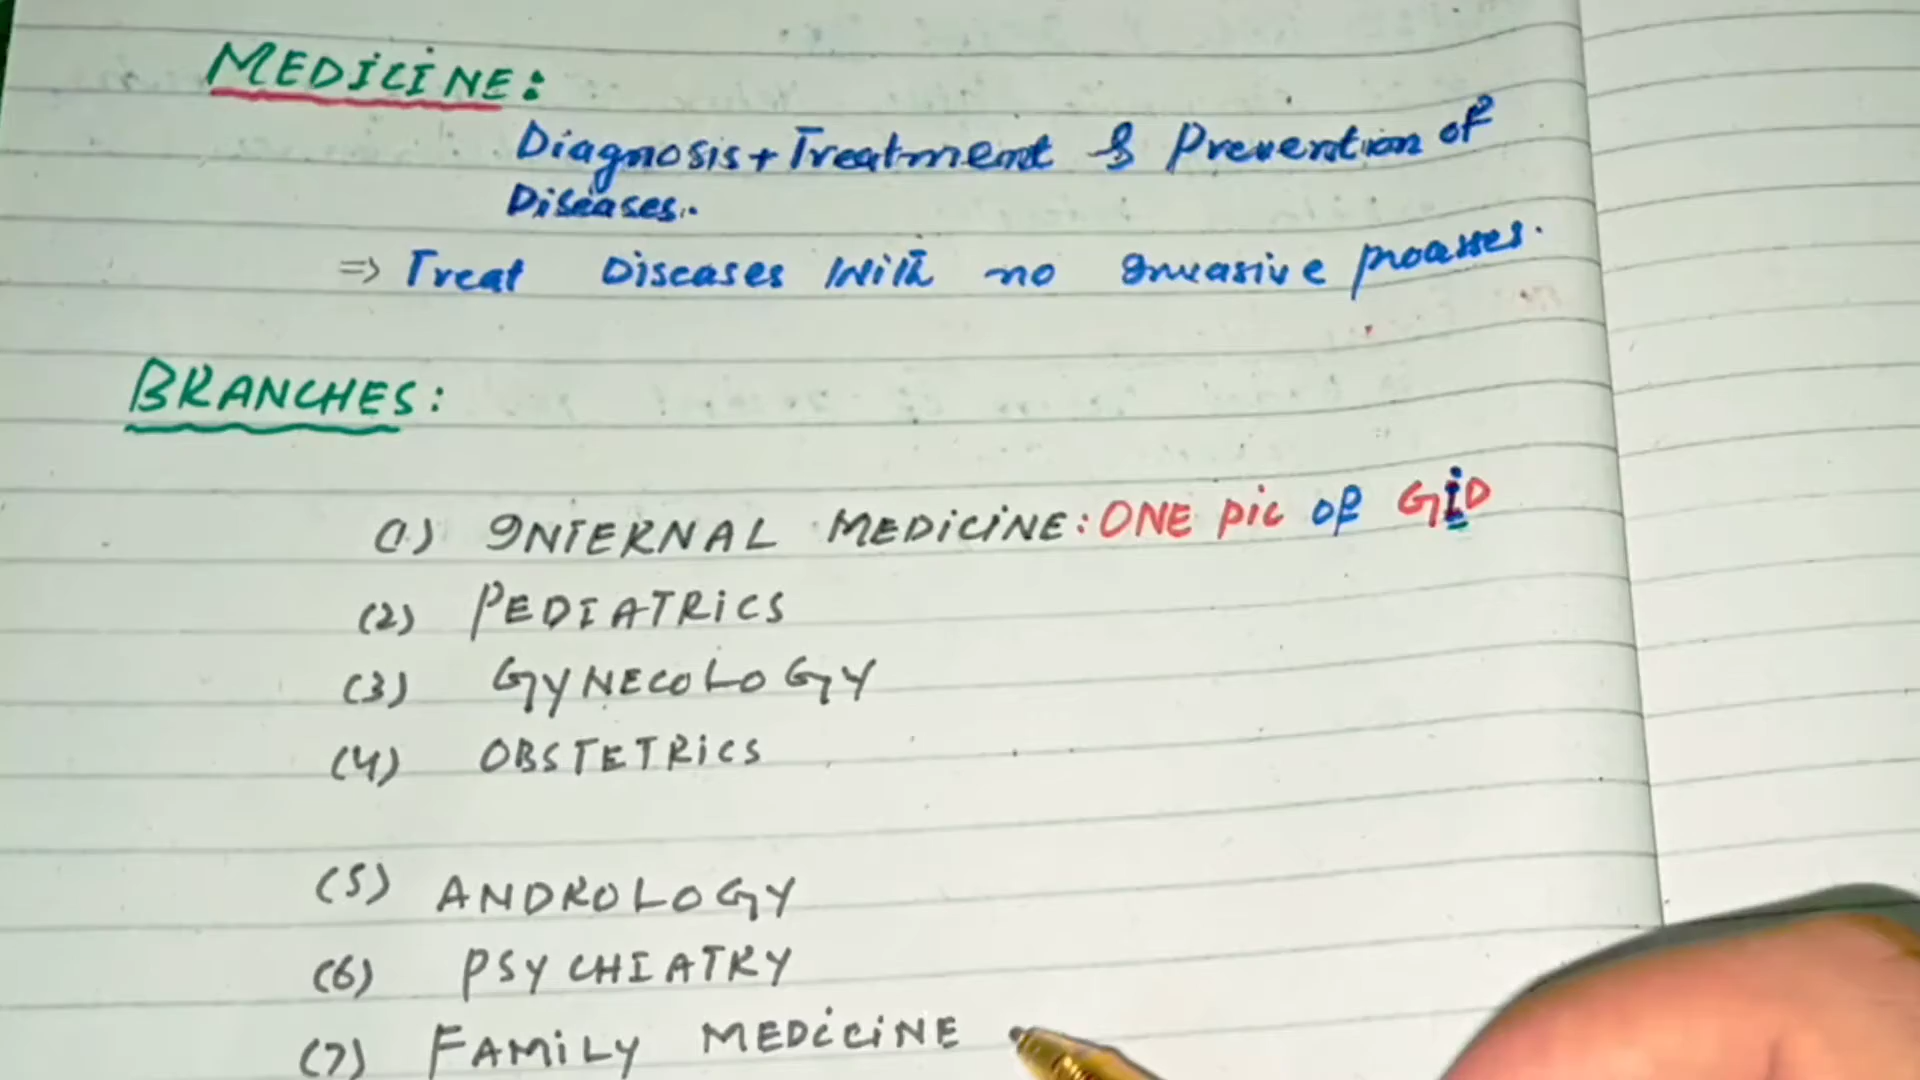 MEDICINE:
Diagnosis + Treatment & Prevention of
Diseases.
=> Treat Diseases With no Invasive processes.
BRANCHES:
(1) INTERNAL MEDICINE: ONE PIC OF GID
(2) PEDIATRICS
(3) GYNECOLOGY
(4) OBSTETRICS
(5) ANDROLOGY
(6) PSYCHIATRY
(7) FAMILY MEDICINE